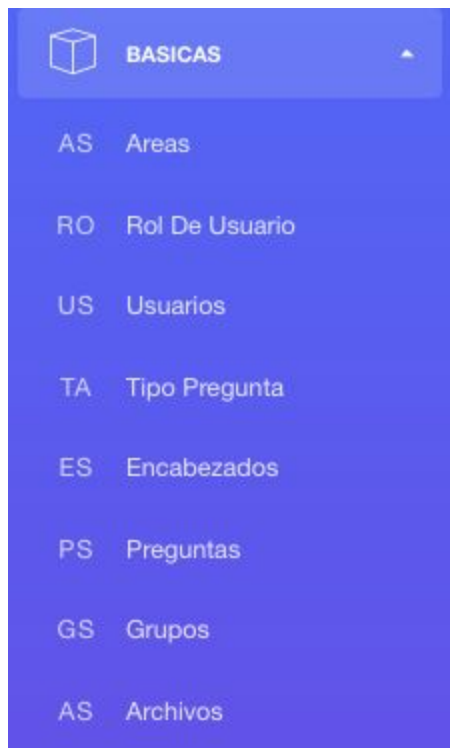 BASICAS
AS Areas
RO Rol De Usuario
US Usuarios
TA Tipo Pregunta
ES Encabezados
PS Preguntas
GS Grupos
AS Archivos